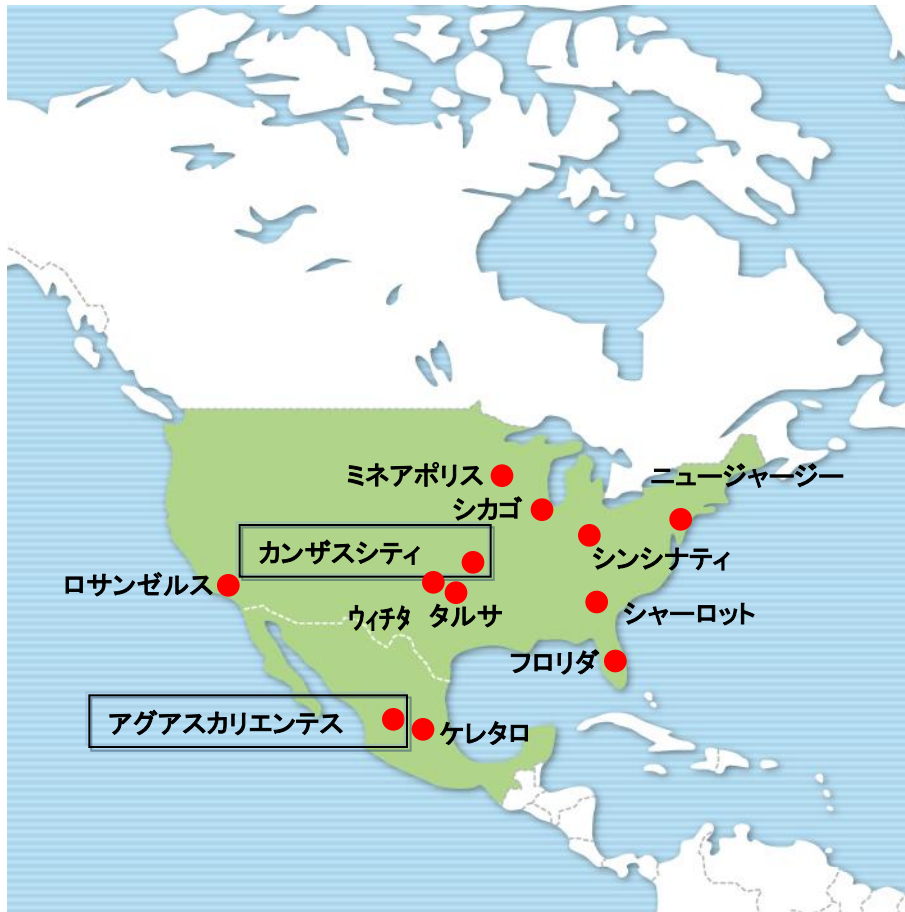 ミネアポリス
ニュージャージー
シカゴ
カンザスシティ
シンシナティ
ロサンゼルス
ウィチタ
タルサ
シャーロット
フロリダ
アグアスカリエンテス
ケレタロ